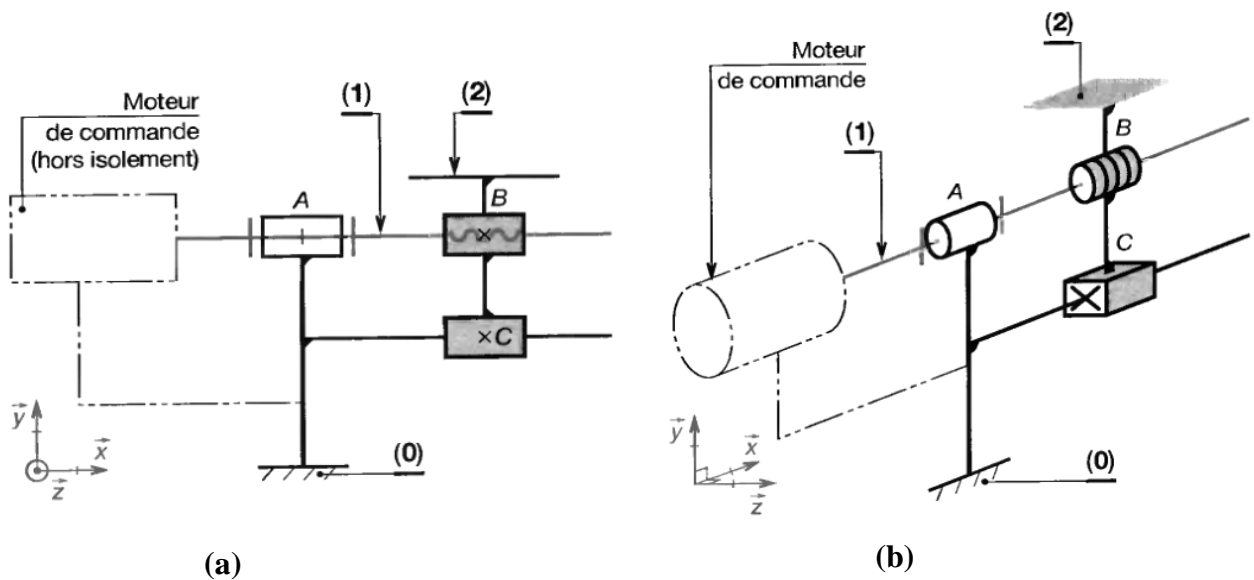 Moteur
de commande
(hors isolement)
(1)
(2)
A
B
C
y
x
z
(0)
(a)
(2)
Moteur
de commande
B
(1)
A
C
y
x
z
(0)
(b)